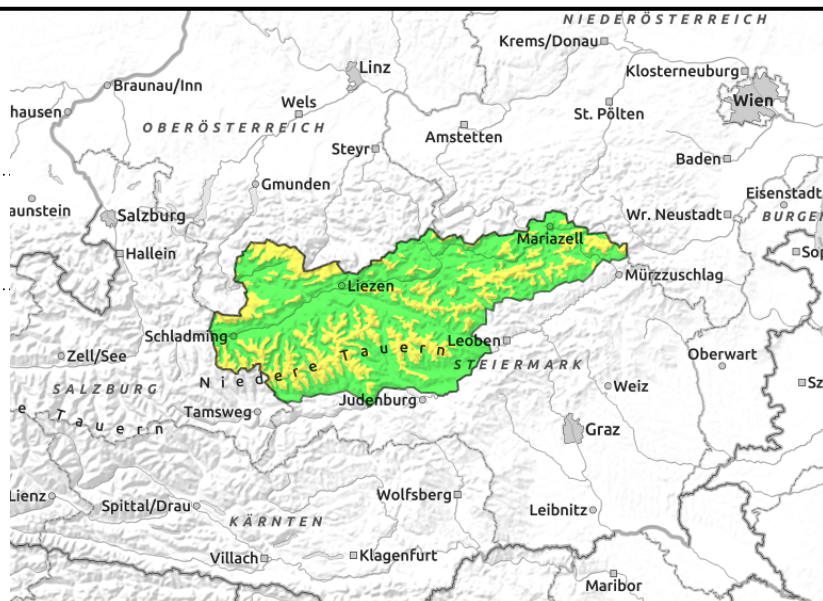 NIEDERÖSTERREICH
Krems/Donau
Linz
Klosterneuburg
Braunau/Inn
Wels
Wien
hausen
St. Pölten
OBERÖSTERREICH
Amstetten
Steyr
Baden
Gmunden
Eisenstadt
aunstein
Salzburg
Wr. Neustadt
BURGEN
Mariazell
Hallein
Sop
Mürzzuschlag
Liezen
Schladming
Leoben
Zell/See
Niedere Tauern
STEIERMARK
Oberwart
SALZBURG
Weiz
Sz
Judenburg
Tamsweg
e Tauern
Graz
Lienz
Wolfsberg
Spittal/Drau
Leibnitz
KÄRNTEN
Villach
Klagenfurt
Maribor